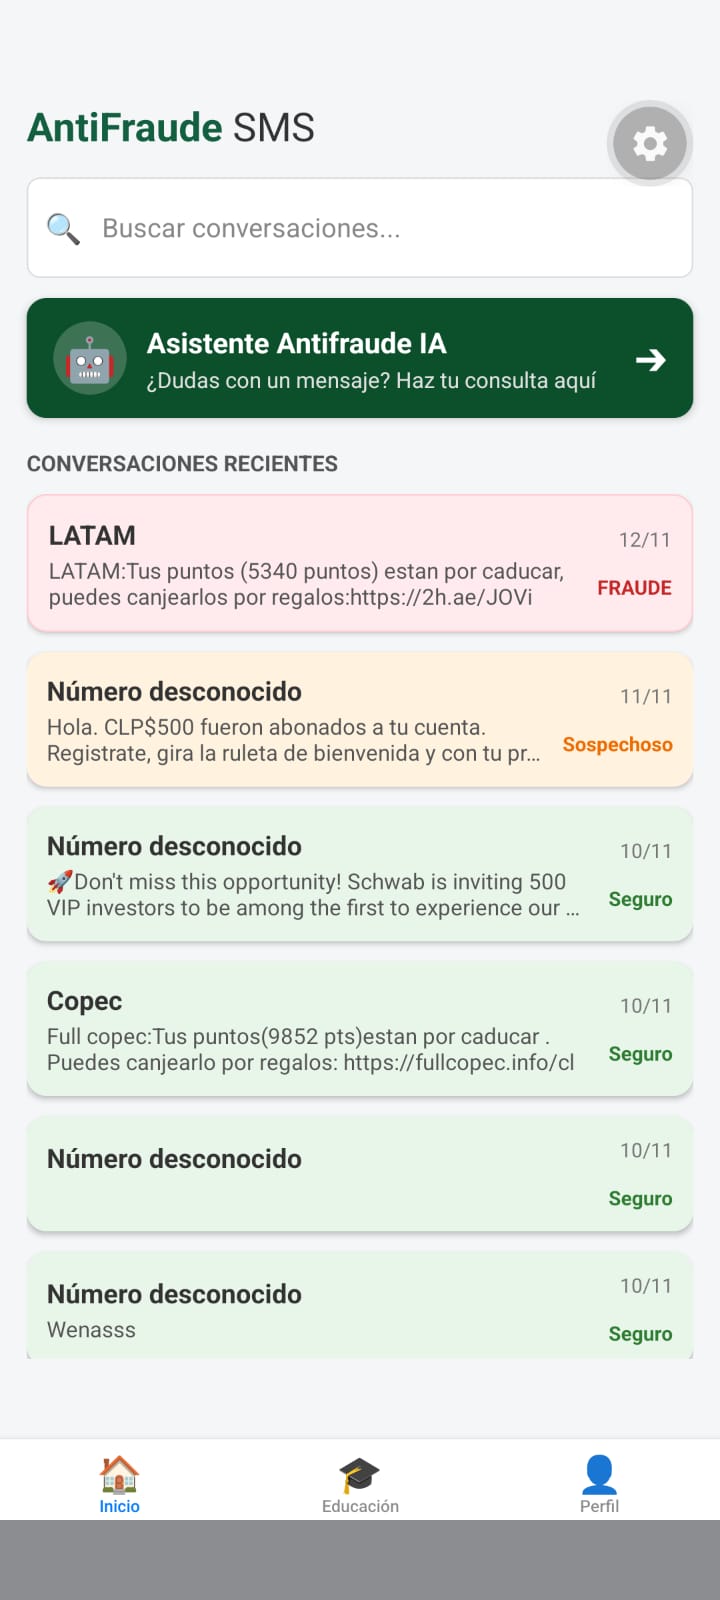 AntiFraude SMS
Buscar conversaciones...
Asistente Antifraude IA
¿Dudas con un mensaje? Haz tu consulta aquí
CONVERSACIONES RECIENTES
LATAM
12/11
LATAM:Tus puntos (5340 puntos) estan por caducar,
puedes canjearlos por regalos:https://2h.ae/JOVi
FRAUDE
Número desconocido
11/11
Hola. CLP$500 fueron abonados a tu cuenta.
Registrate, gira la ruleta de bienvenida y con tu pr...
Sospechoso
Número desconocido
10/11
🚀Don't miss this opportunity! Schwab is inviting 500
VIP investors to be among the first to experience our ...
Seguro
Copec
10/11
Full copec:Tus puntos(9852 pts)estan por caducar .
Puedes canjearlo por regalos: https://fullcopec.info/cl
Seguro
Número desconocido
10/11
Seguro
Número desconocido
10/11
Wenasss
Seguro
Inicio
Educación
Perfil